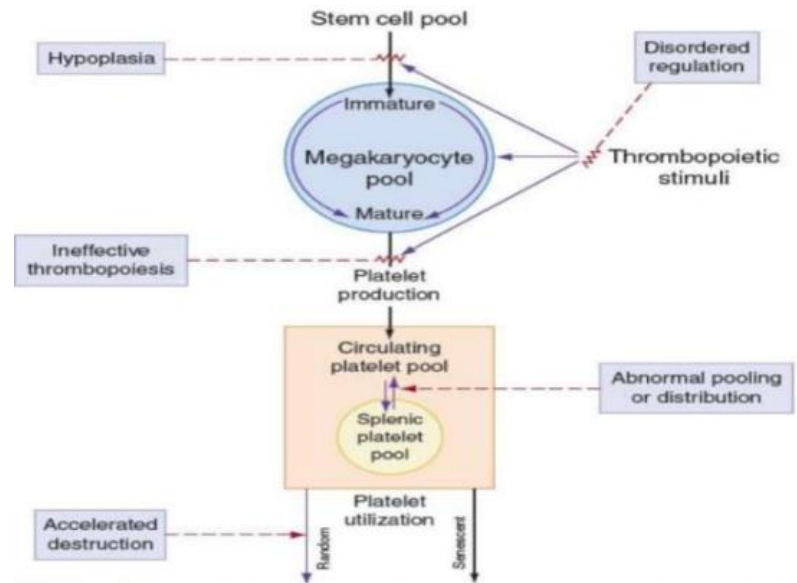 Stem cell pool
Hypoplasia
Disordered
regulation
Immature
Megakaryocyte
pool
Thrombopoietic
stimuli
Mature
Ineffective
thrombopoiesis
Platelet
production
Circulating
platelet pool
Abnormal pooling
or distribution
Splenic
platelet
pool
Platelet
utilization
Accelerated
destruction
Random
Senescent